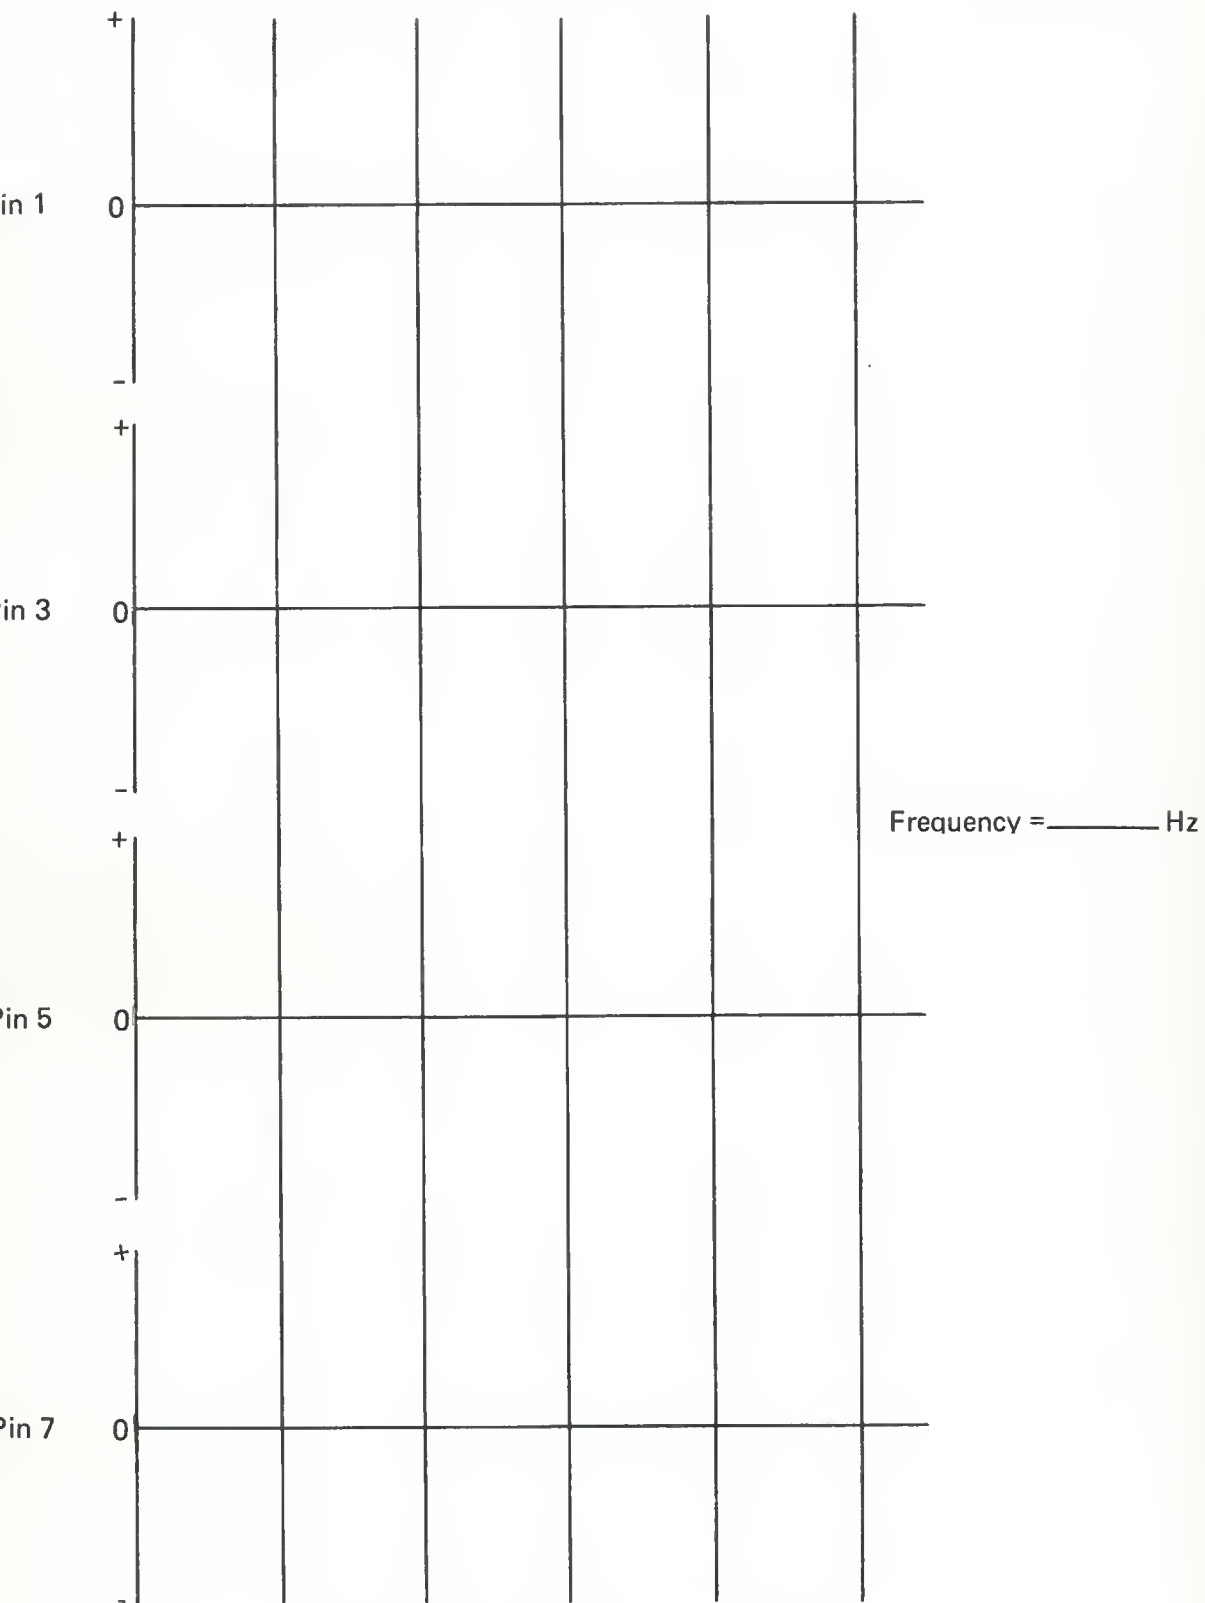 +
in 1 0
–
+
in 3 0
–
Frequency = ______ Hz
+
Pin 5 0
–
+
Pin 7 0
-